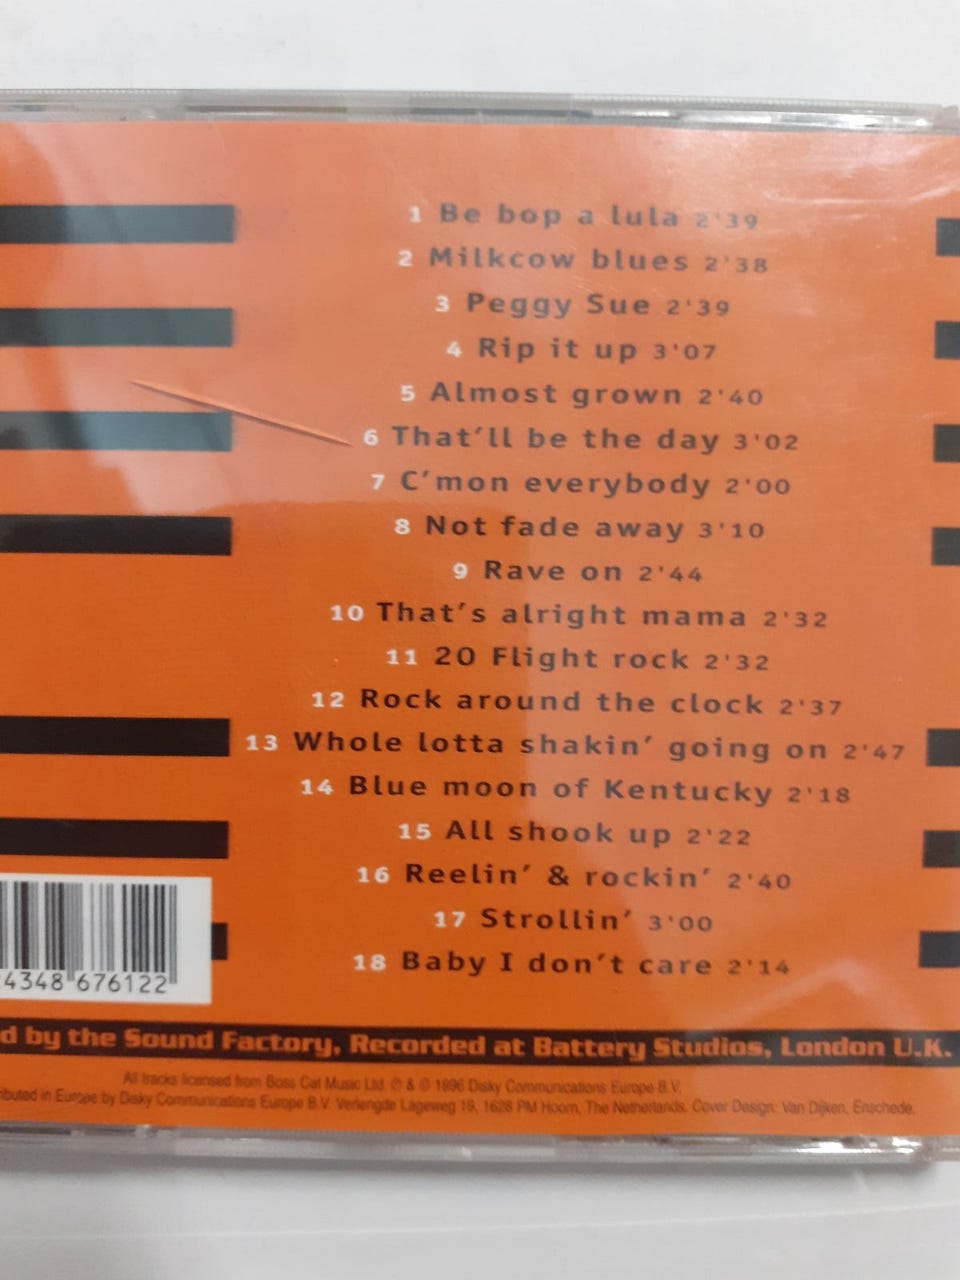 1 Be bop a lula 2'39
2 Milkcow blues 2'38
3 Peggy Sue 2'39
4 Rip it up 3'07
5 Almost grown 2'40
6 That'll be the day 3'02
7 C'mon everybody 2'00
8 Not fade away 3'10
9 Rave on 2'44
10 That's alright mama 2'32
11 20 Flight rock 2'32
12 Rock around the clock 2'37
13 Whole lotta shakin' going on 2'47
14 Blue moon of Kentucky 2'18
15 All shook up 2'22
16 Reelin' & rockin' 2'40
17 Strollin' 3'00
18 Baby I don't care 2'14
4348 676122
d by the Sound Factory, Recorded at Battery Studios, London U.K.
All tracks licensed from Boss Cat Music Ltd. ℗ & © 1996 Disky Communications Europe B.V.
ibuted in Europe by Disky Communications Europe B.V. Verlengde Lageweg 19, 1628 PM Hoorn, The Netherlands. Cover Design: Van Dijken, Enschede.